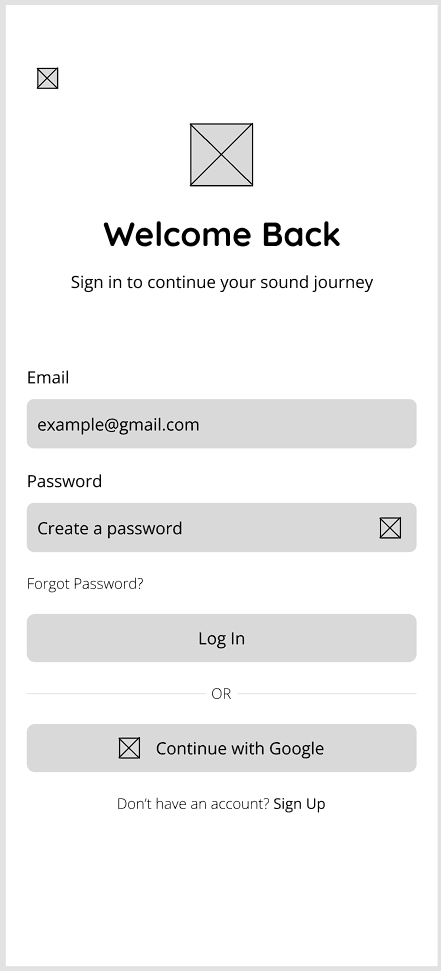 Welcome Back
Sign in to continue your sound journey
Email
example@gmail.com
Password
Create a password
Forgot Password?
Log In
OR
Continue with Google
Don't have an account? Sign Up